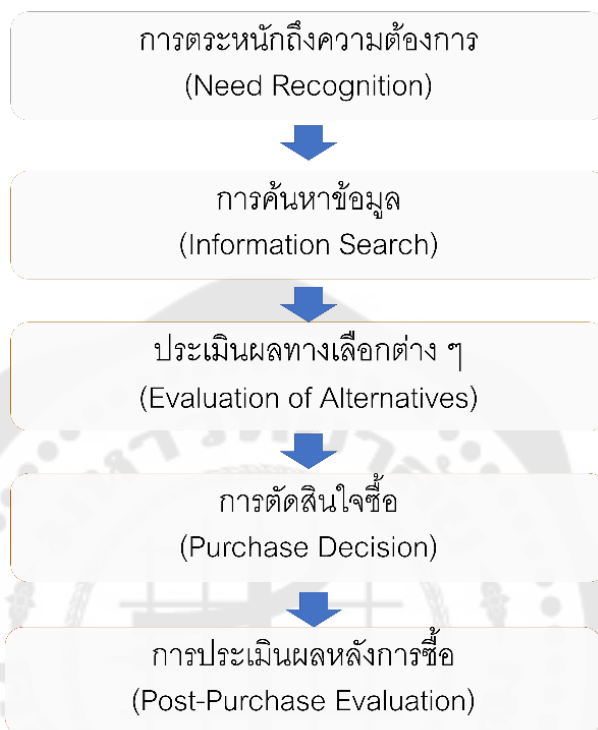 การตระหนักถึงความต้องการ
(Need Recognition)
การค้นหาข้อมูล
(Information Search)
ประเมินผลทางเลือกต่าง ๆ
(Evaluation of Alternatives)
การตัดสินใจซื้อ
(Purchase Decision)
การประเมินผลหลังการซื้อ
(Post-Purchase Evaluation)